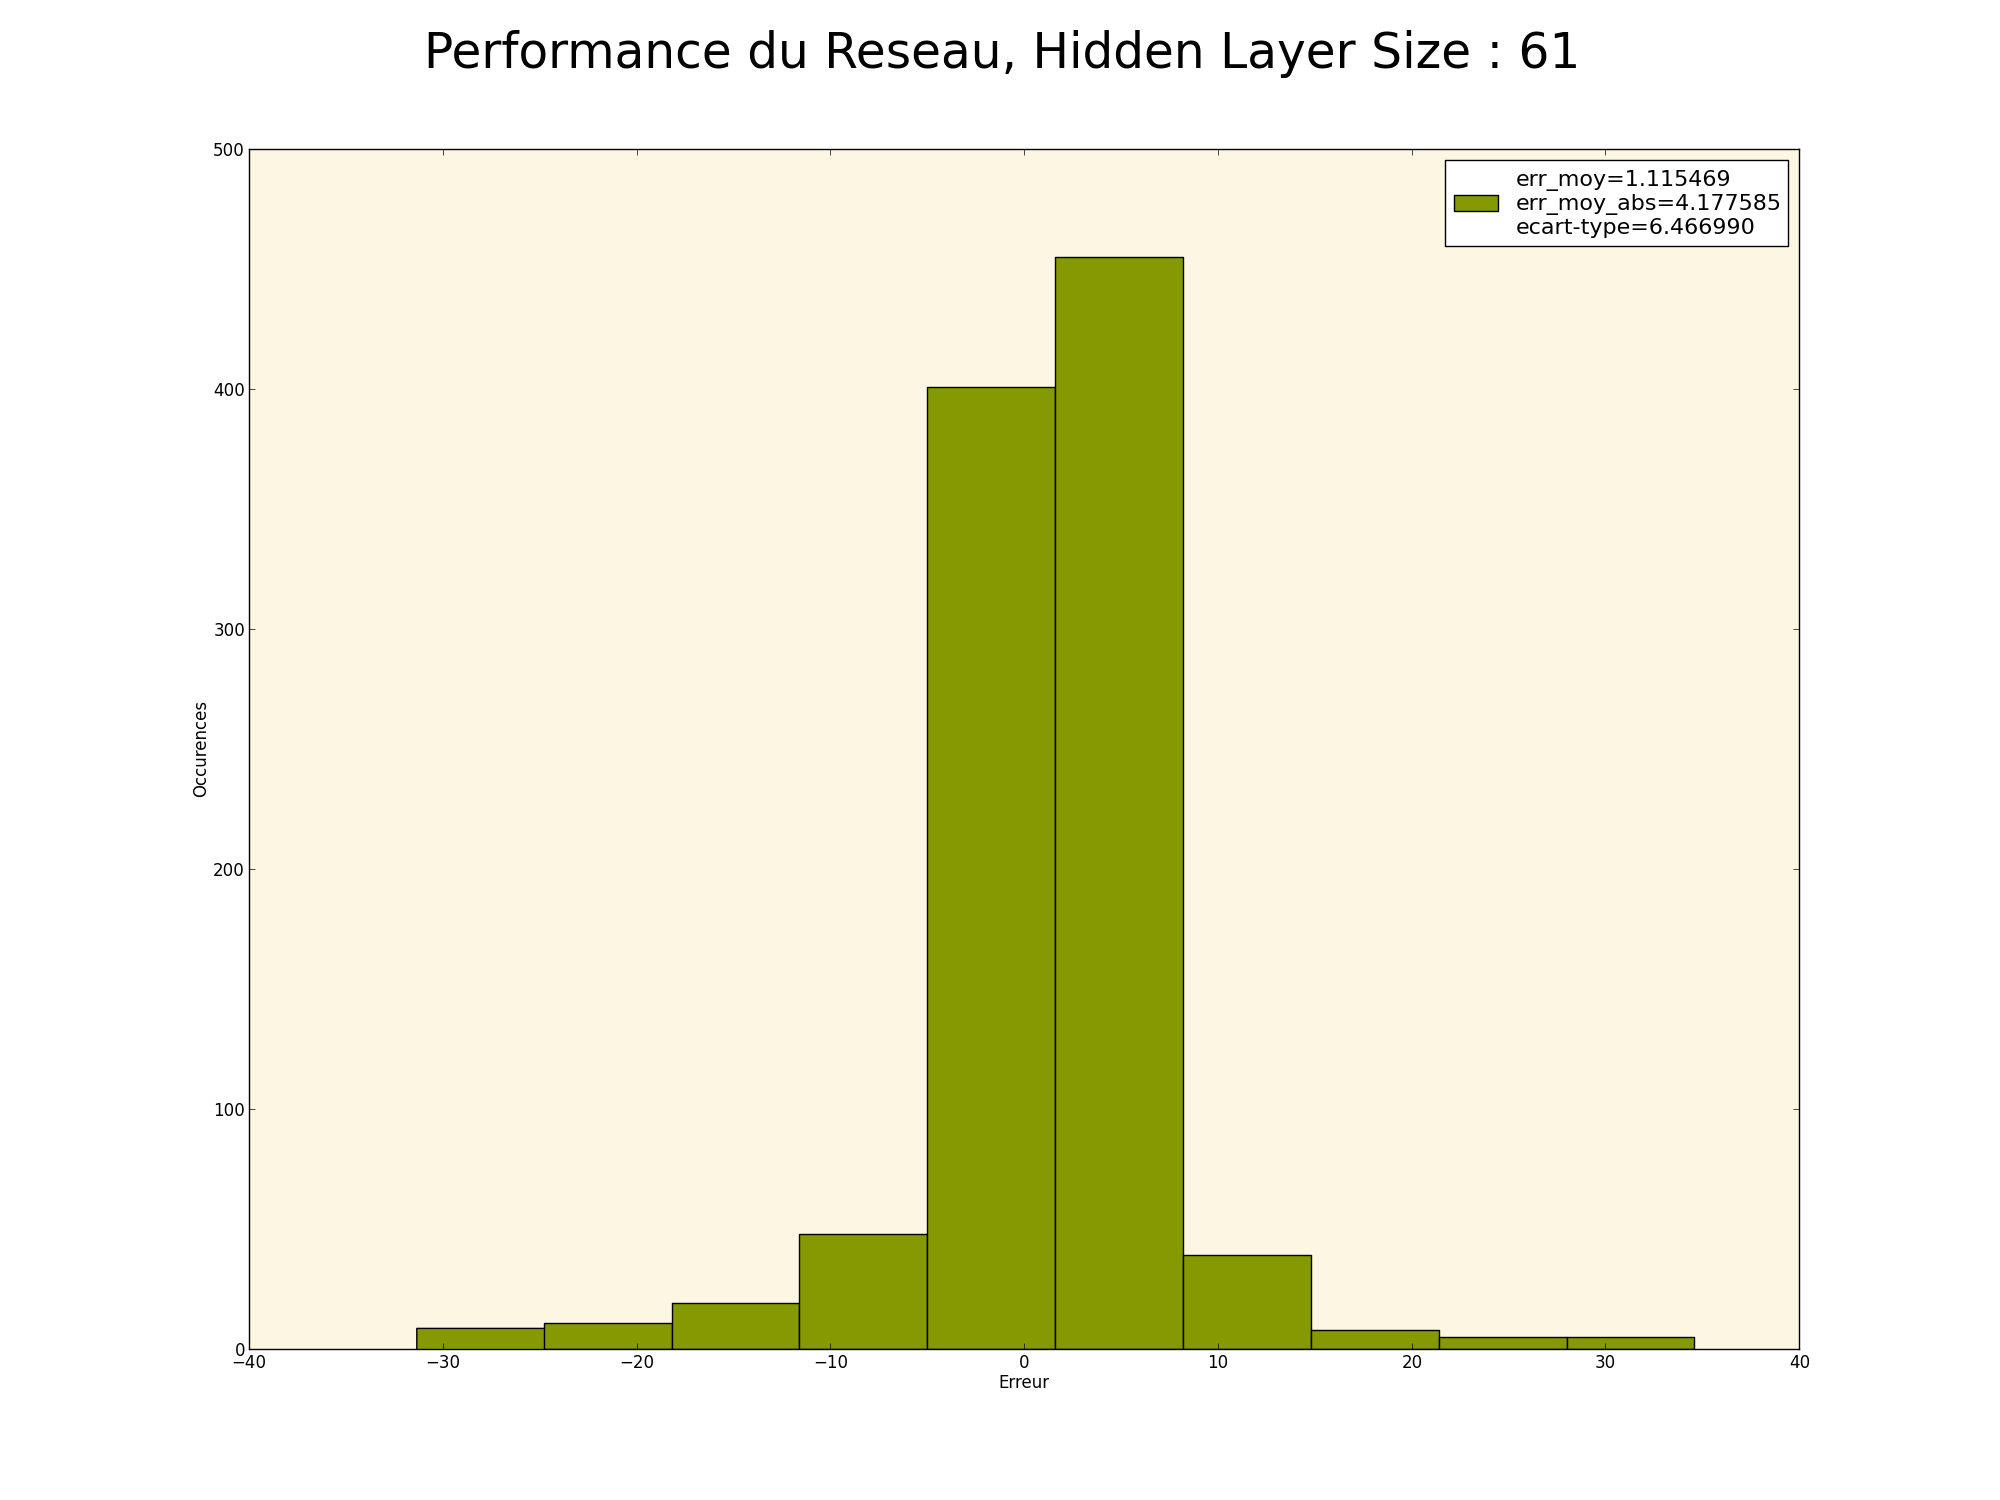 Performance du Reseau, Hidden Layer Size : 61
500
err_moy=1.115469
err_moy_abs=4.177585
ecart-type=6.466990
400
300
Occurences
200
100
0
−40 −30 −20 −10 0 10 20 30 40
Erreur